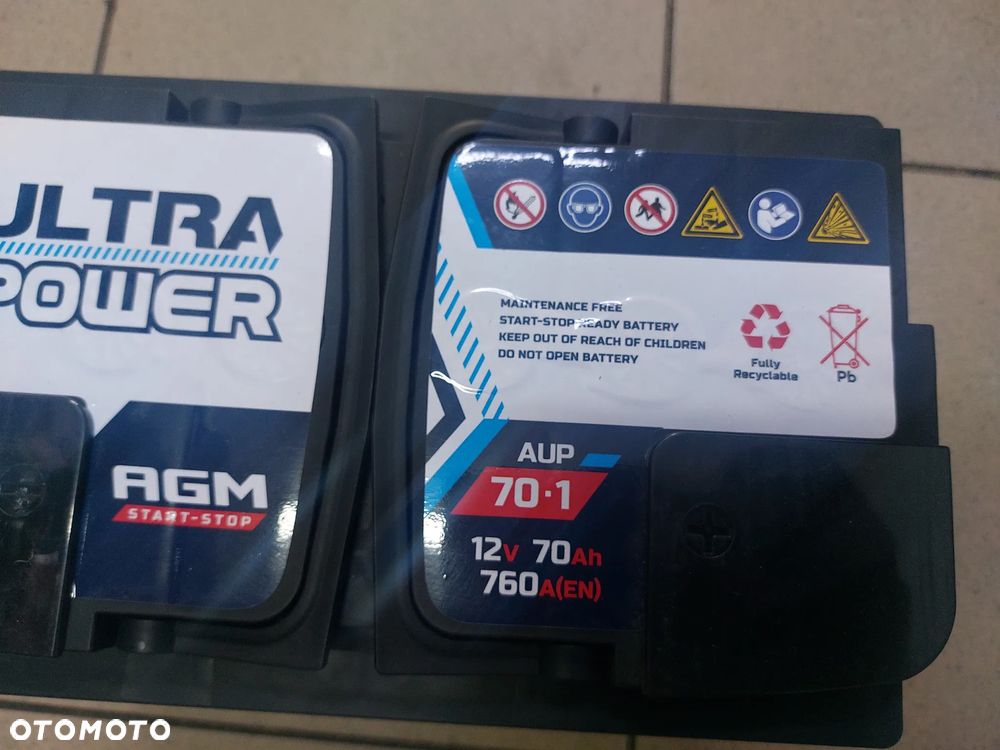 ULTRA
POWER
AGM
START-STOP
MAINTENANCE FREE
START-STOP READY BATTERY
KEEP OUT OF REACH OF CHILDREN
DO NOT OPEN BATTERY
Fully
Recyclable
Pb
AUP
70·1
12V 70Ah
760A(EN)
OTOMOTO